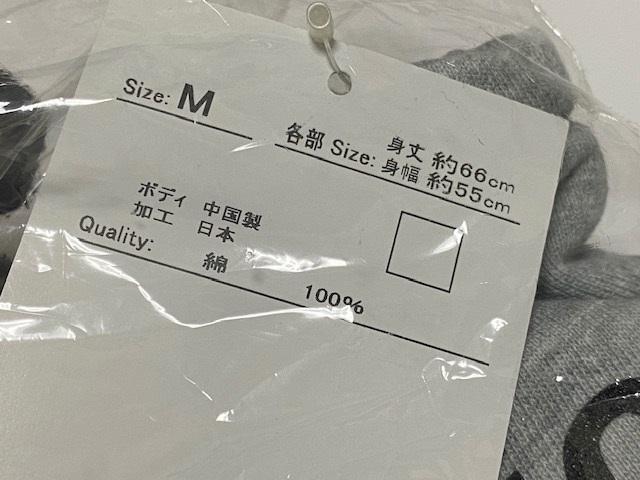 Size: M
各部 Size: 身丈 約66cm
身幅 約55cm
ボディ 中国製
加工 日本
Quality:
綿 100%